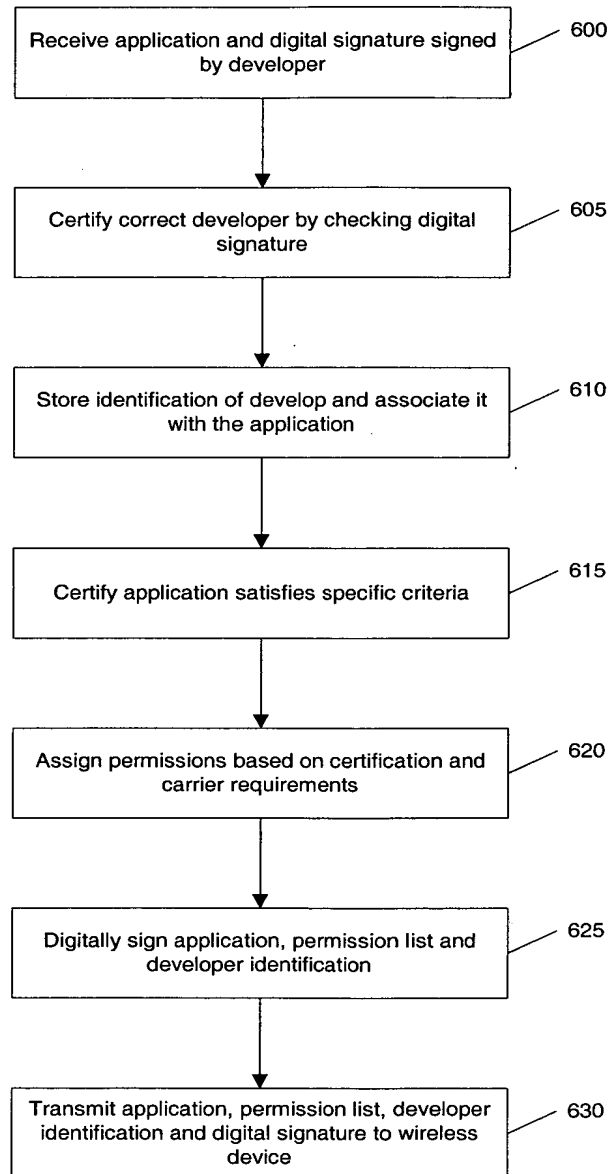 Receive application and digital signature signed
by developer
600
Certify correct developer by checking digital
signature
605
Store identification of develop and associate it
with the application
610
Certify application satisfies specific criteria
615
Assign permissions based on certification and
carrier requirements
620
Digitally sign application, permission list and
developer identification
625
Transmit application, permission list, developer
identification and digital signature to wireless
device
630